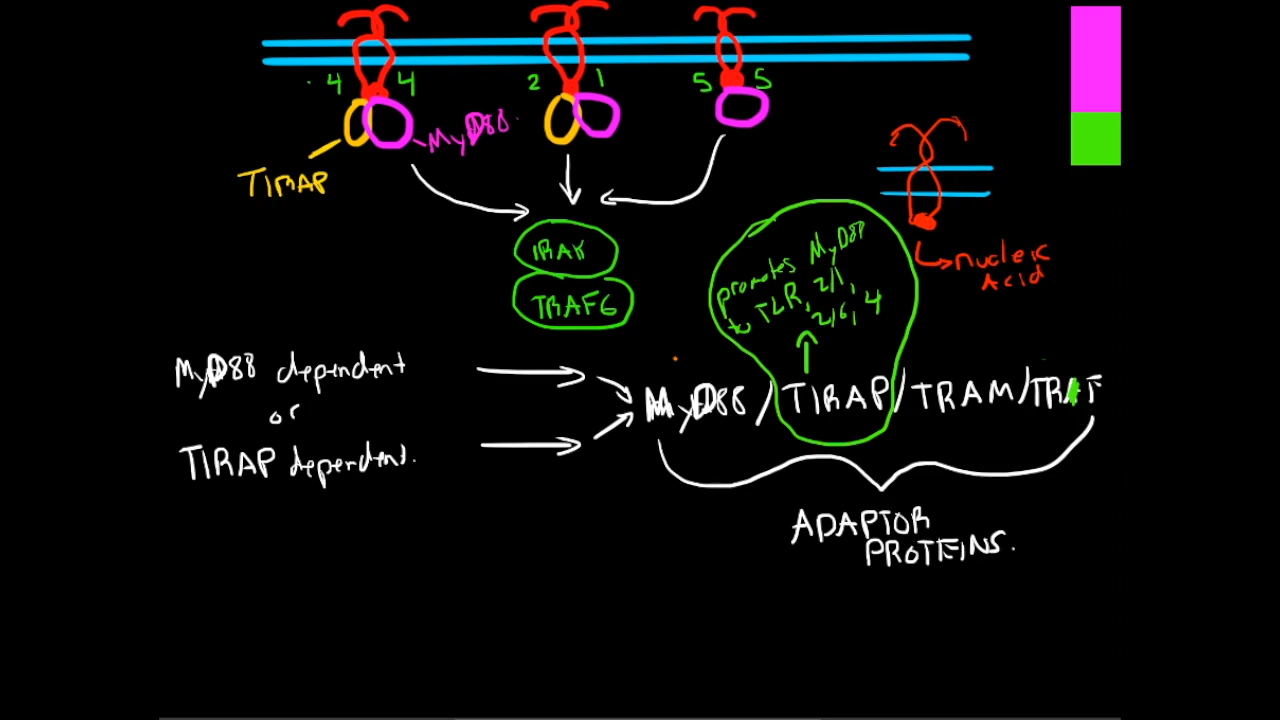 4 4 2 1 5 5
MyD88
TIRAP
IRAK
TRAF6
promotes MyD88
to TLR, 2/1,
2/6, 4
nucleic
Acid
MyD88 dependent
or
TIRAP dependent.
MyD88 / TIRAP / TRAM / TRIF
ADAPTOR
PROTEINS.